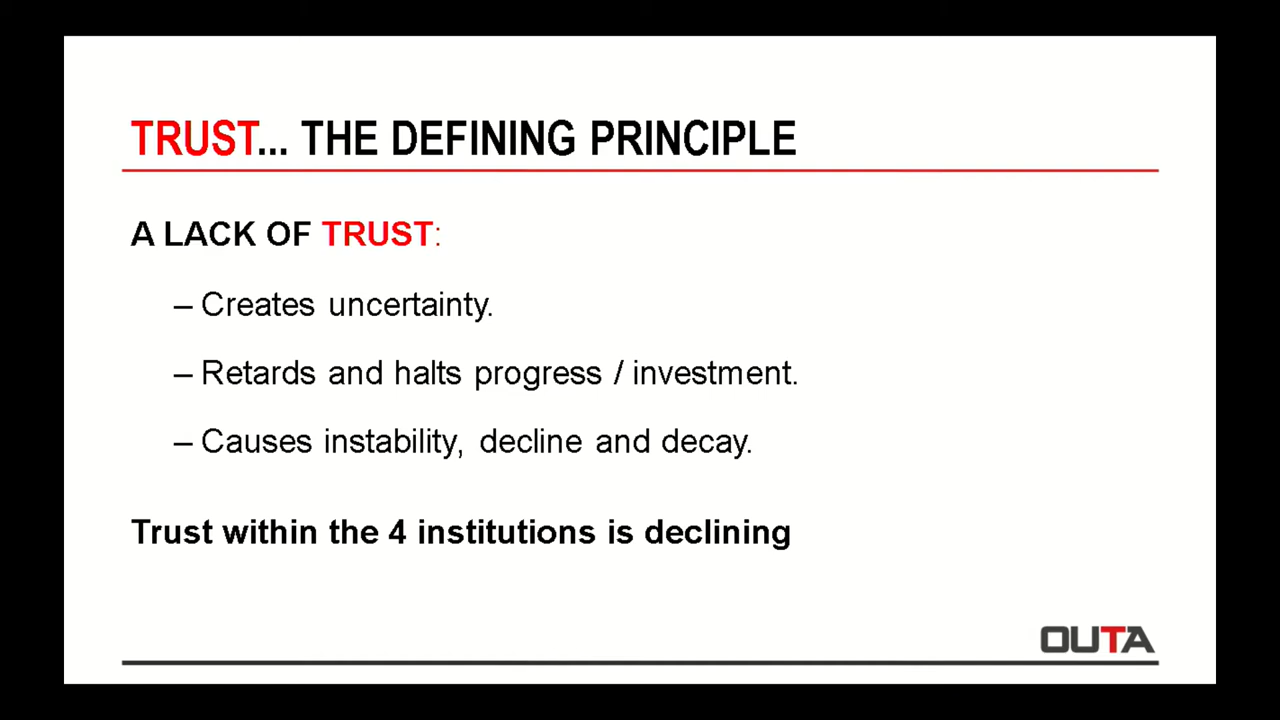 TRUST... THE DEFINING PRINCIPLE
A LACK OF TRUST:
– Creates uncertainty.
– Retards and halts progress / investment.
– Causes instability, decline and decay.
Trust within the 4 institutions is declining
OUTA